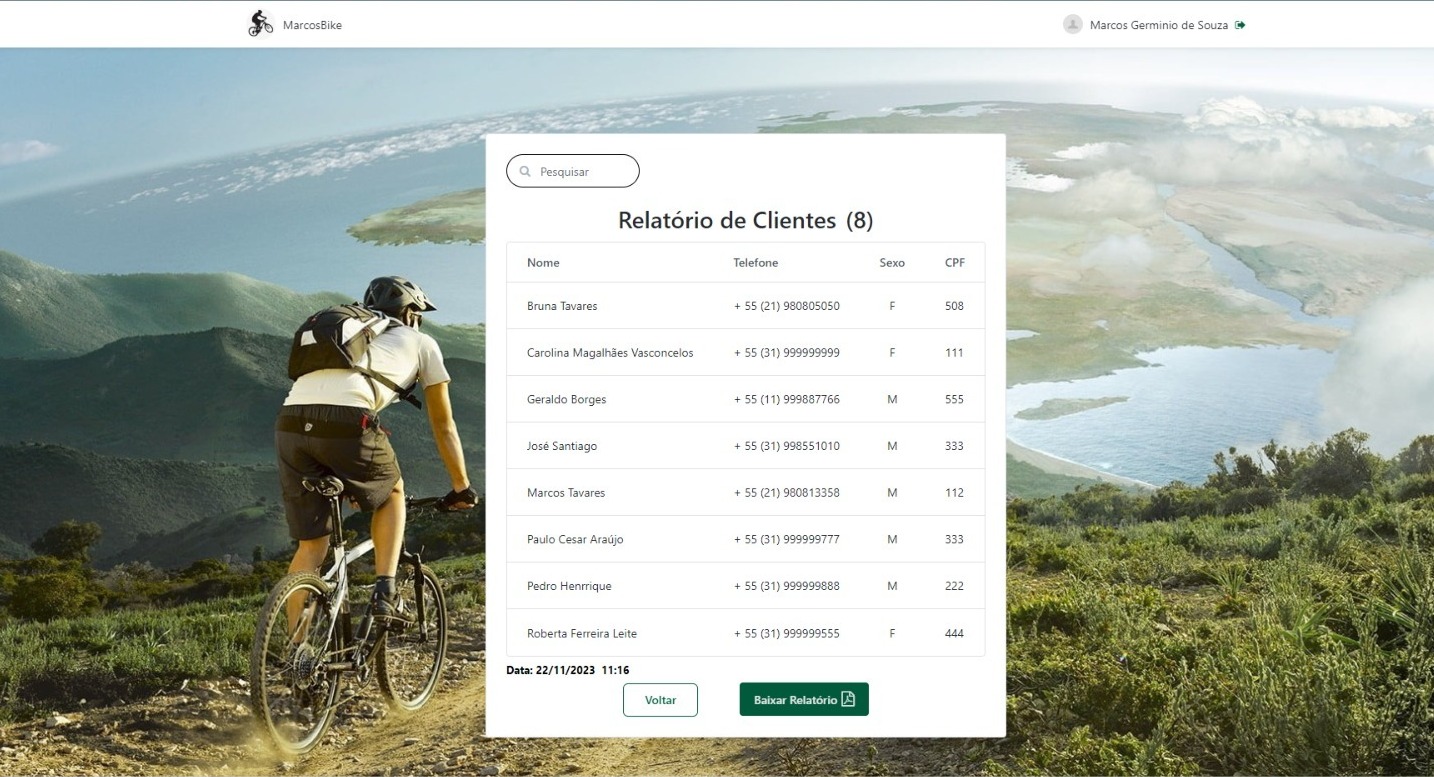 MarcosBike Marcos Germinio de Souza
Pesquisar
Relatório de Clientes (8)
Nome Telefone Sexo CPF
Bruna Tavares + 55 (21) 980805050 F 508
Carolina Magalhães Vasconcelos + 55 (31) 999999999 F 111
Geraldo Borges + 55 (11) 999887766 M 555
José Santiago + 55 (31) 998551010 M 333
Marcos Tavares + 55 (21) 980813358 M 112
Paulo Cesar Araújo + 55 (31) 999999777 M 333
Pedro Henrrique + 55 (31) 999999888 M 222
Roberta Ferreira Leite + 55 (31) 999999555 F 444
Data: 22/11/2023 11:16
Voltar Baixar Relatório